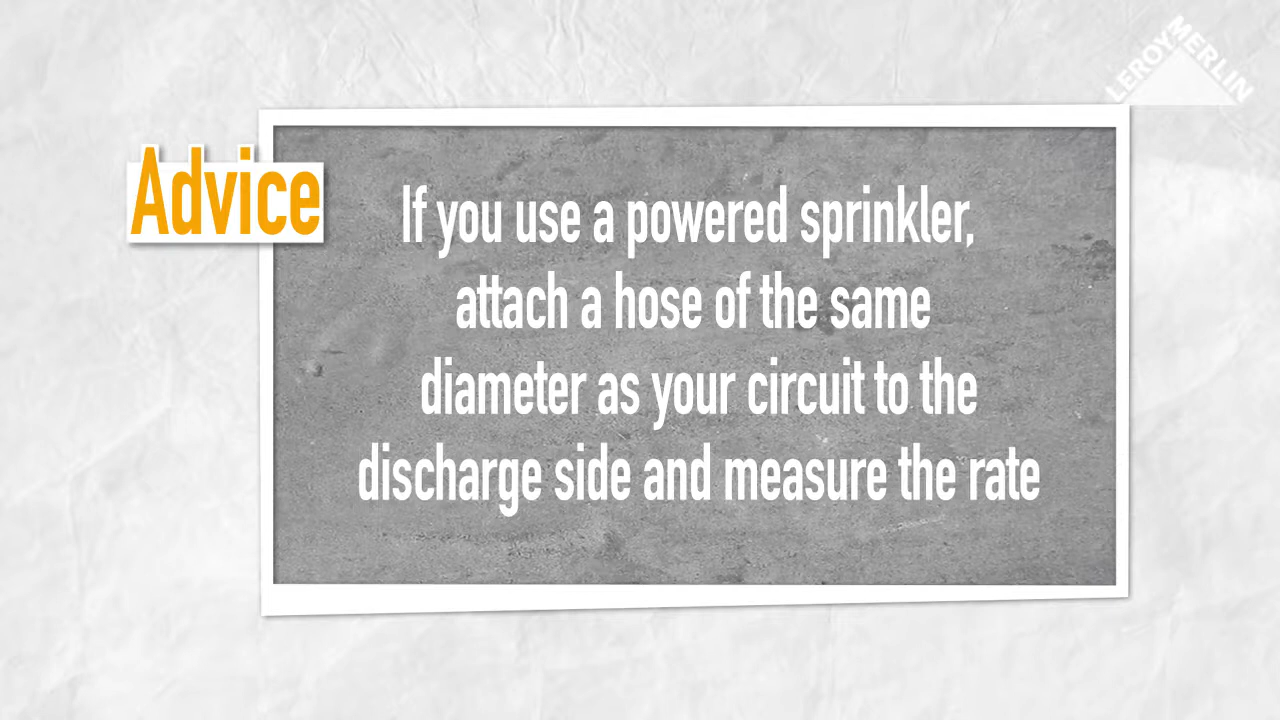 LEROY MERLIN
Advice
If you use a powered sprinkler,
attach a hose of the same
diameter as your circuit to the
discharge side and measure the rate